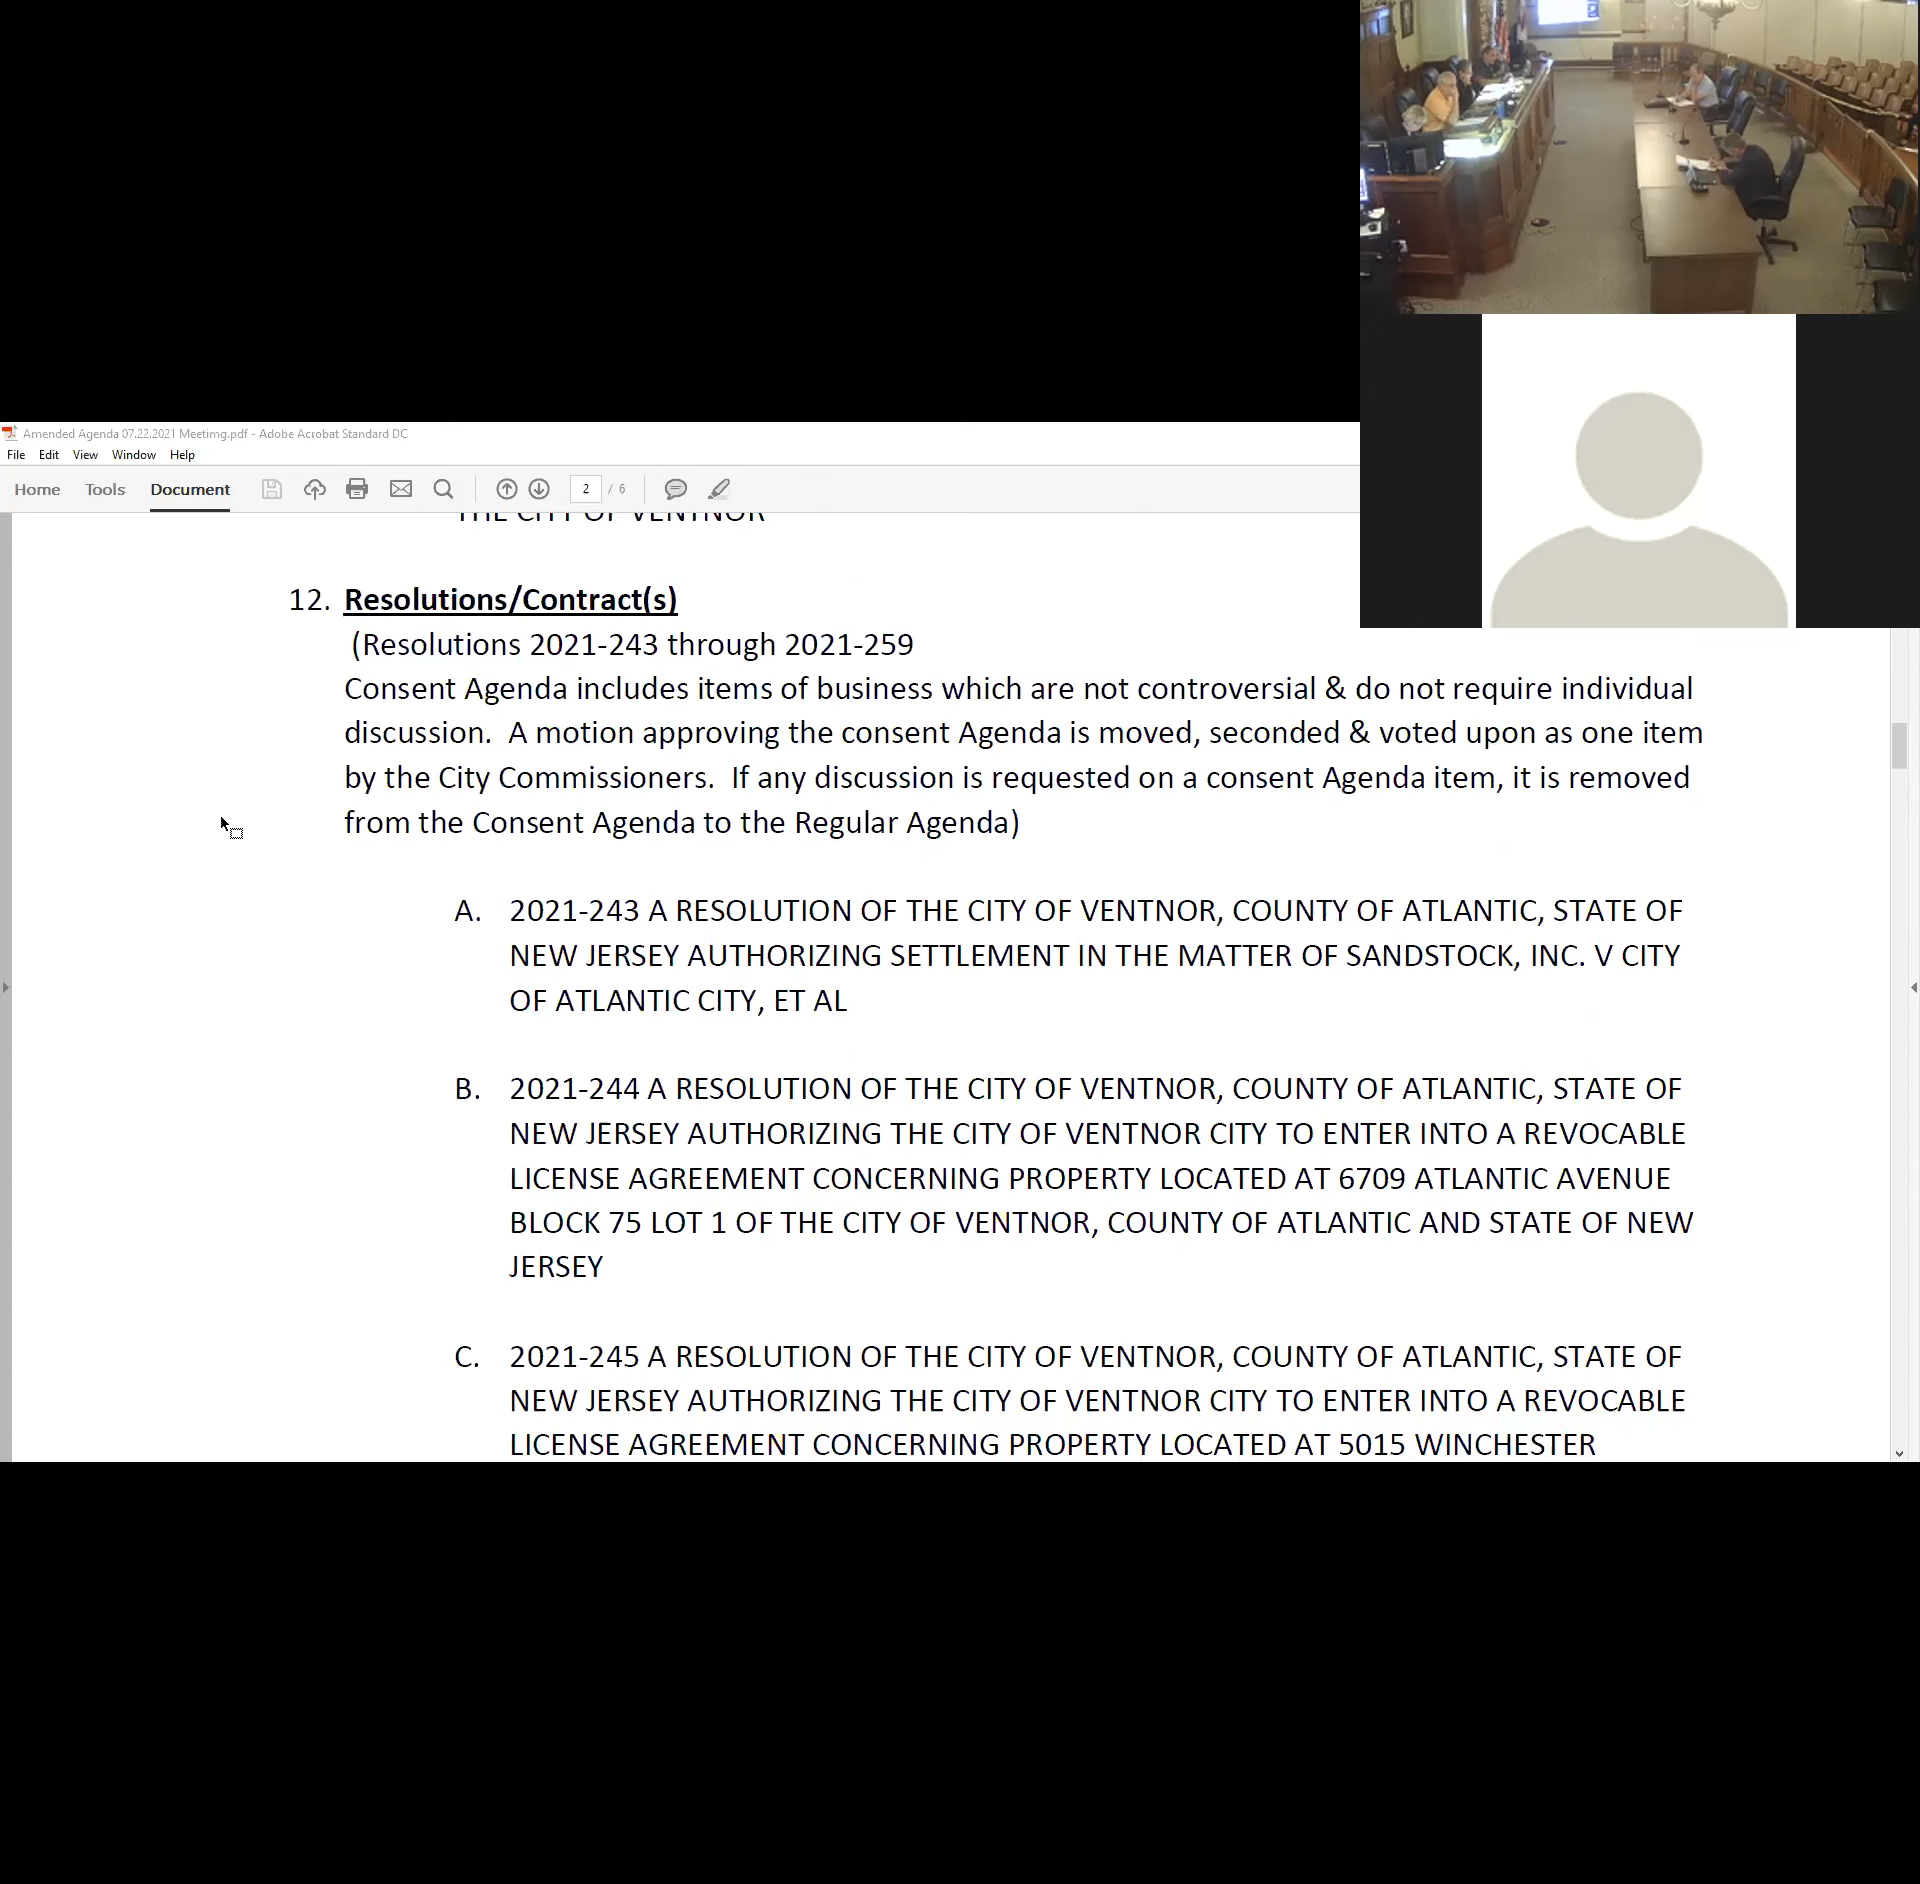 Amended Agenda 07.22.2021 Meetimg.pdf - Adobe Acrobat Standard DC
File Edit View Window Help
Home Tools Document 2 / 6
THE CITY OF VENTNOR
12. Resolutions/Contract(s)
(Resolutions 2021-243 through 2021-259
Consent Agenda includes items of business which are not controversial & do not require individual
discussion. A motion approving the consent Agenda is moved, seconded & voted upon as one item
by the City Commissioners. If any discussion is requested on a consent Agenda item, it is removed
from the Consent Agenda to the Regular Agenda)
A. 2021-243 A RESOLUTION OF THE CITY OF VENTNOR, COUNTY OF ATLANTIC, STATE OF
NEW JERSEY AUTHORIZING SETTLEMENT IN THE MATTER OF SANDSTOCK, INC. V CITY
OF ATLANTIC CITY, ET AL
B. 2021-244 A RESOLUTION OF THE CITY OF VENTNOR, COUNTY OF ATLANTIC, STATE OF
NEW JERSEY AUTHORIZING THE CITY OF VENTNOR CITY TO ENTER INTO A REVOCABLE
LICENSE AGREEMENT CONCERNING PROPERTY LOCATED AT 6709 ATLANTIC AVENUE
BLOCK 75 LOT 1 OF THE CITY OF VENTNOR, COUNTY OF ATLANTIC AND STATE OF NEW
JERSEY
C. 2021-245 A RESOLUTION OF THE CITY OF VENTNOR, COUNTY OF ATLANTIC, STATE OF
NEW JERSEY AUTHORIZING THE CITY OF VENTNOR CITY TO ENTER INTO A REVOCABLE
LICENSE AGREEMENT CONCERNING PROPERTY LOCATED AT 5015 WINCHESTER